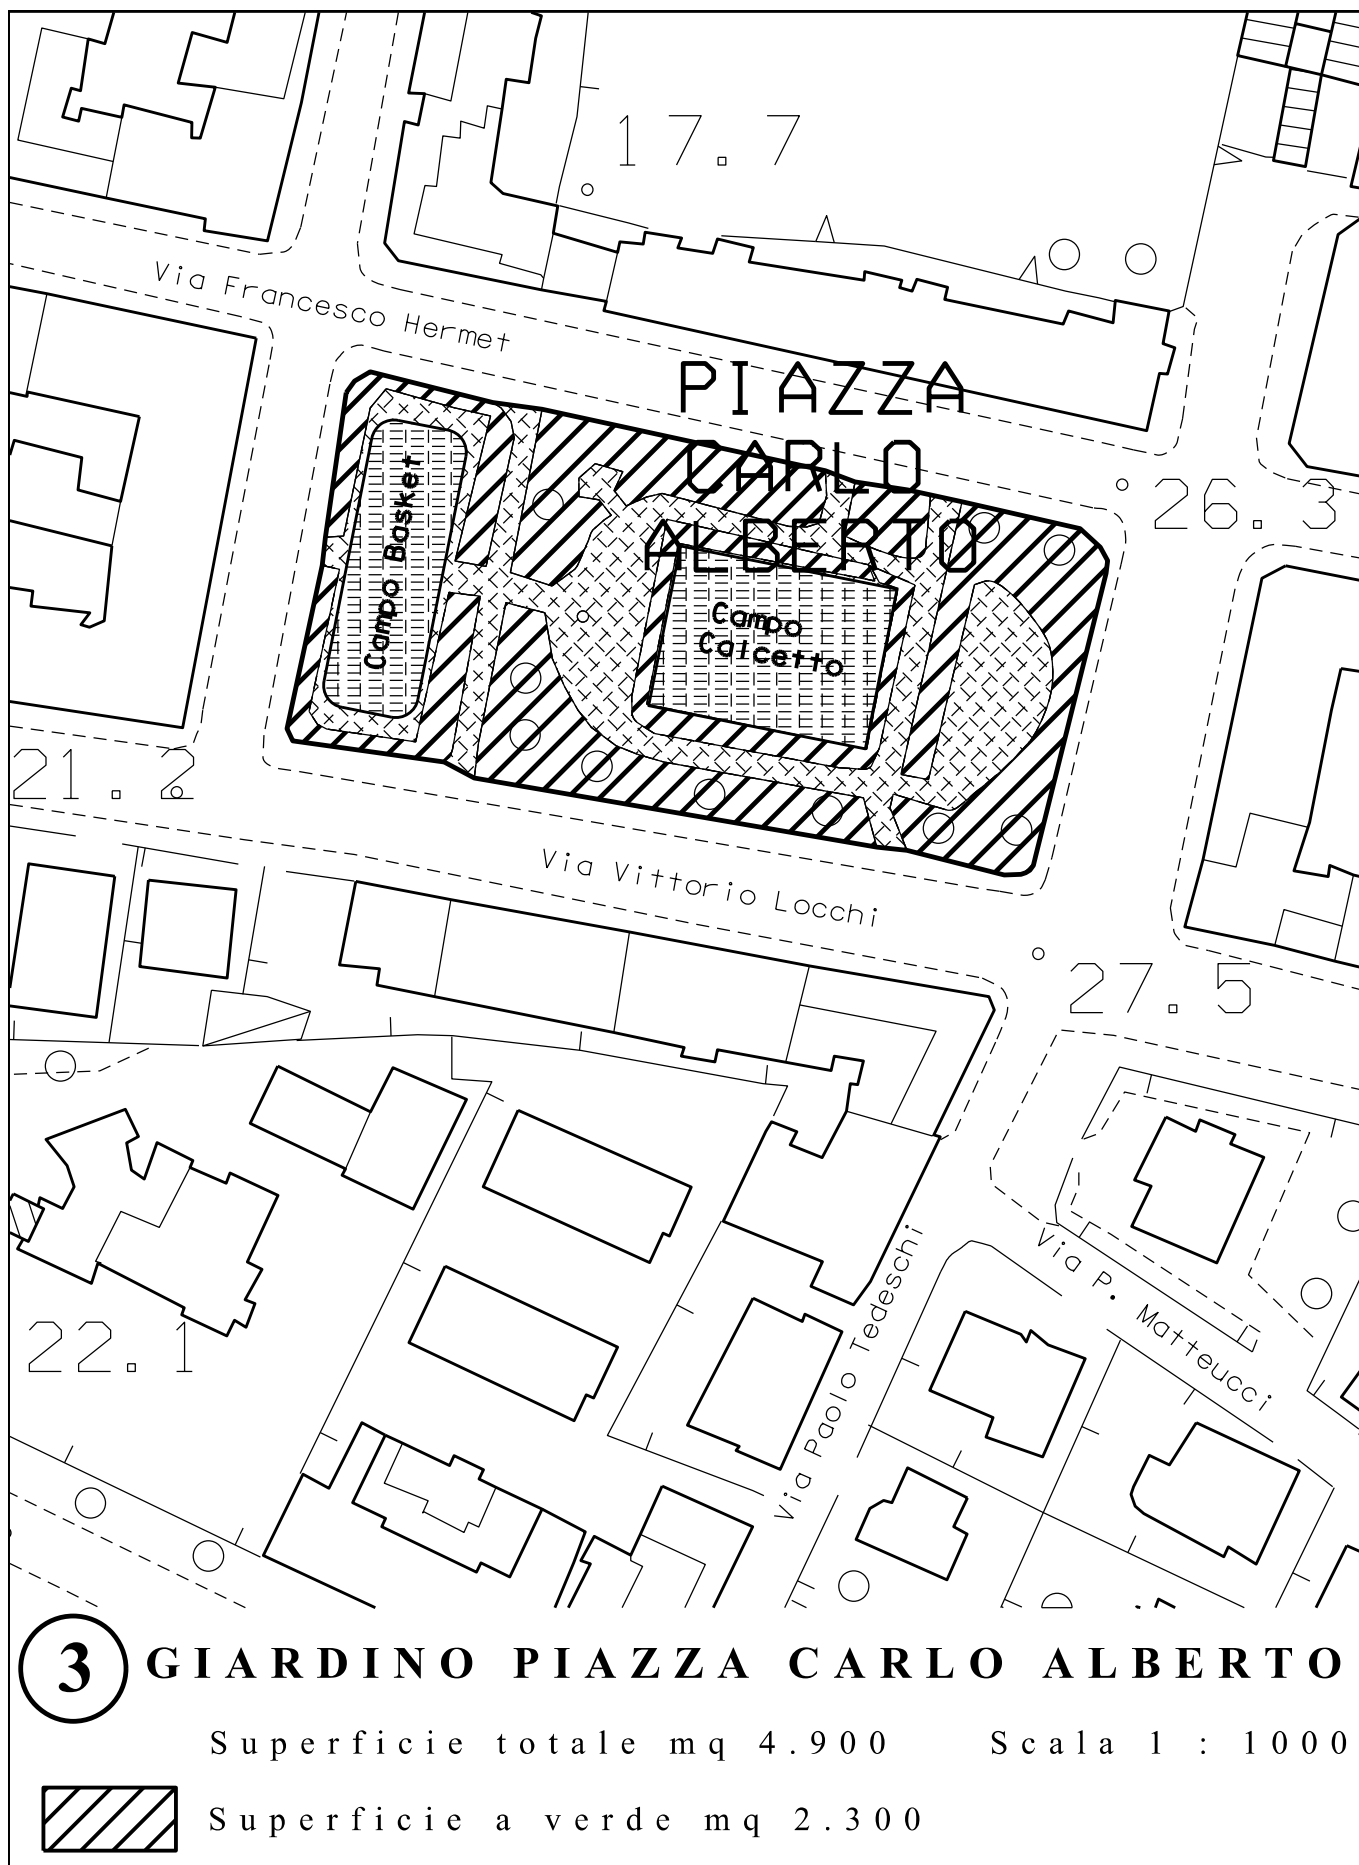 17.7
Via Francesco Hermet
PIAZZA
CARLO
ALBERTO
26.3
Campo Basket
Campo
Calcetto
21.2
Via Vittorio Locchi
27.5
Via Paolo Tedeschi
Via P. Matteucci
22.1
3 GIARDINO PIAZZA CARLO ALBERTO
Superficie totale mq 4.900 Scala 1 : 1000
Superficie a verde mq 2.300